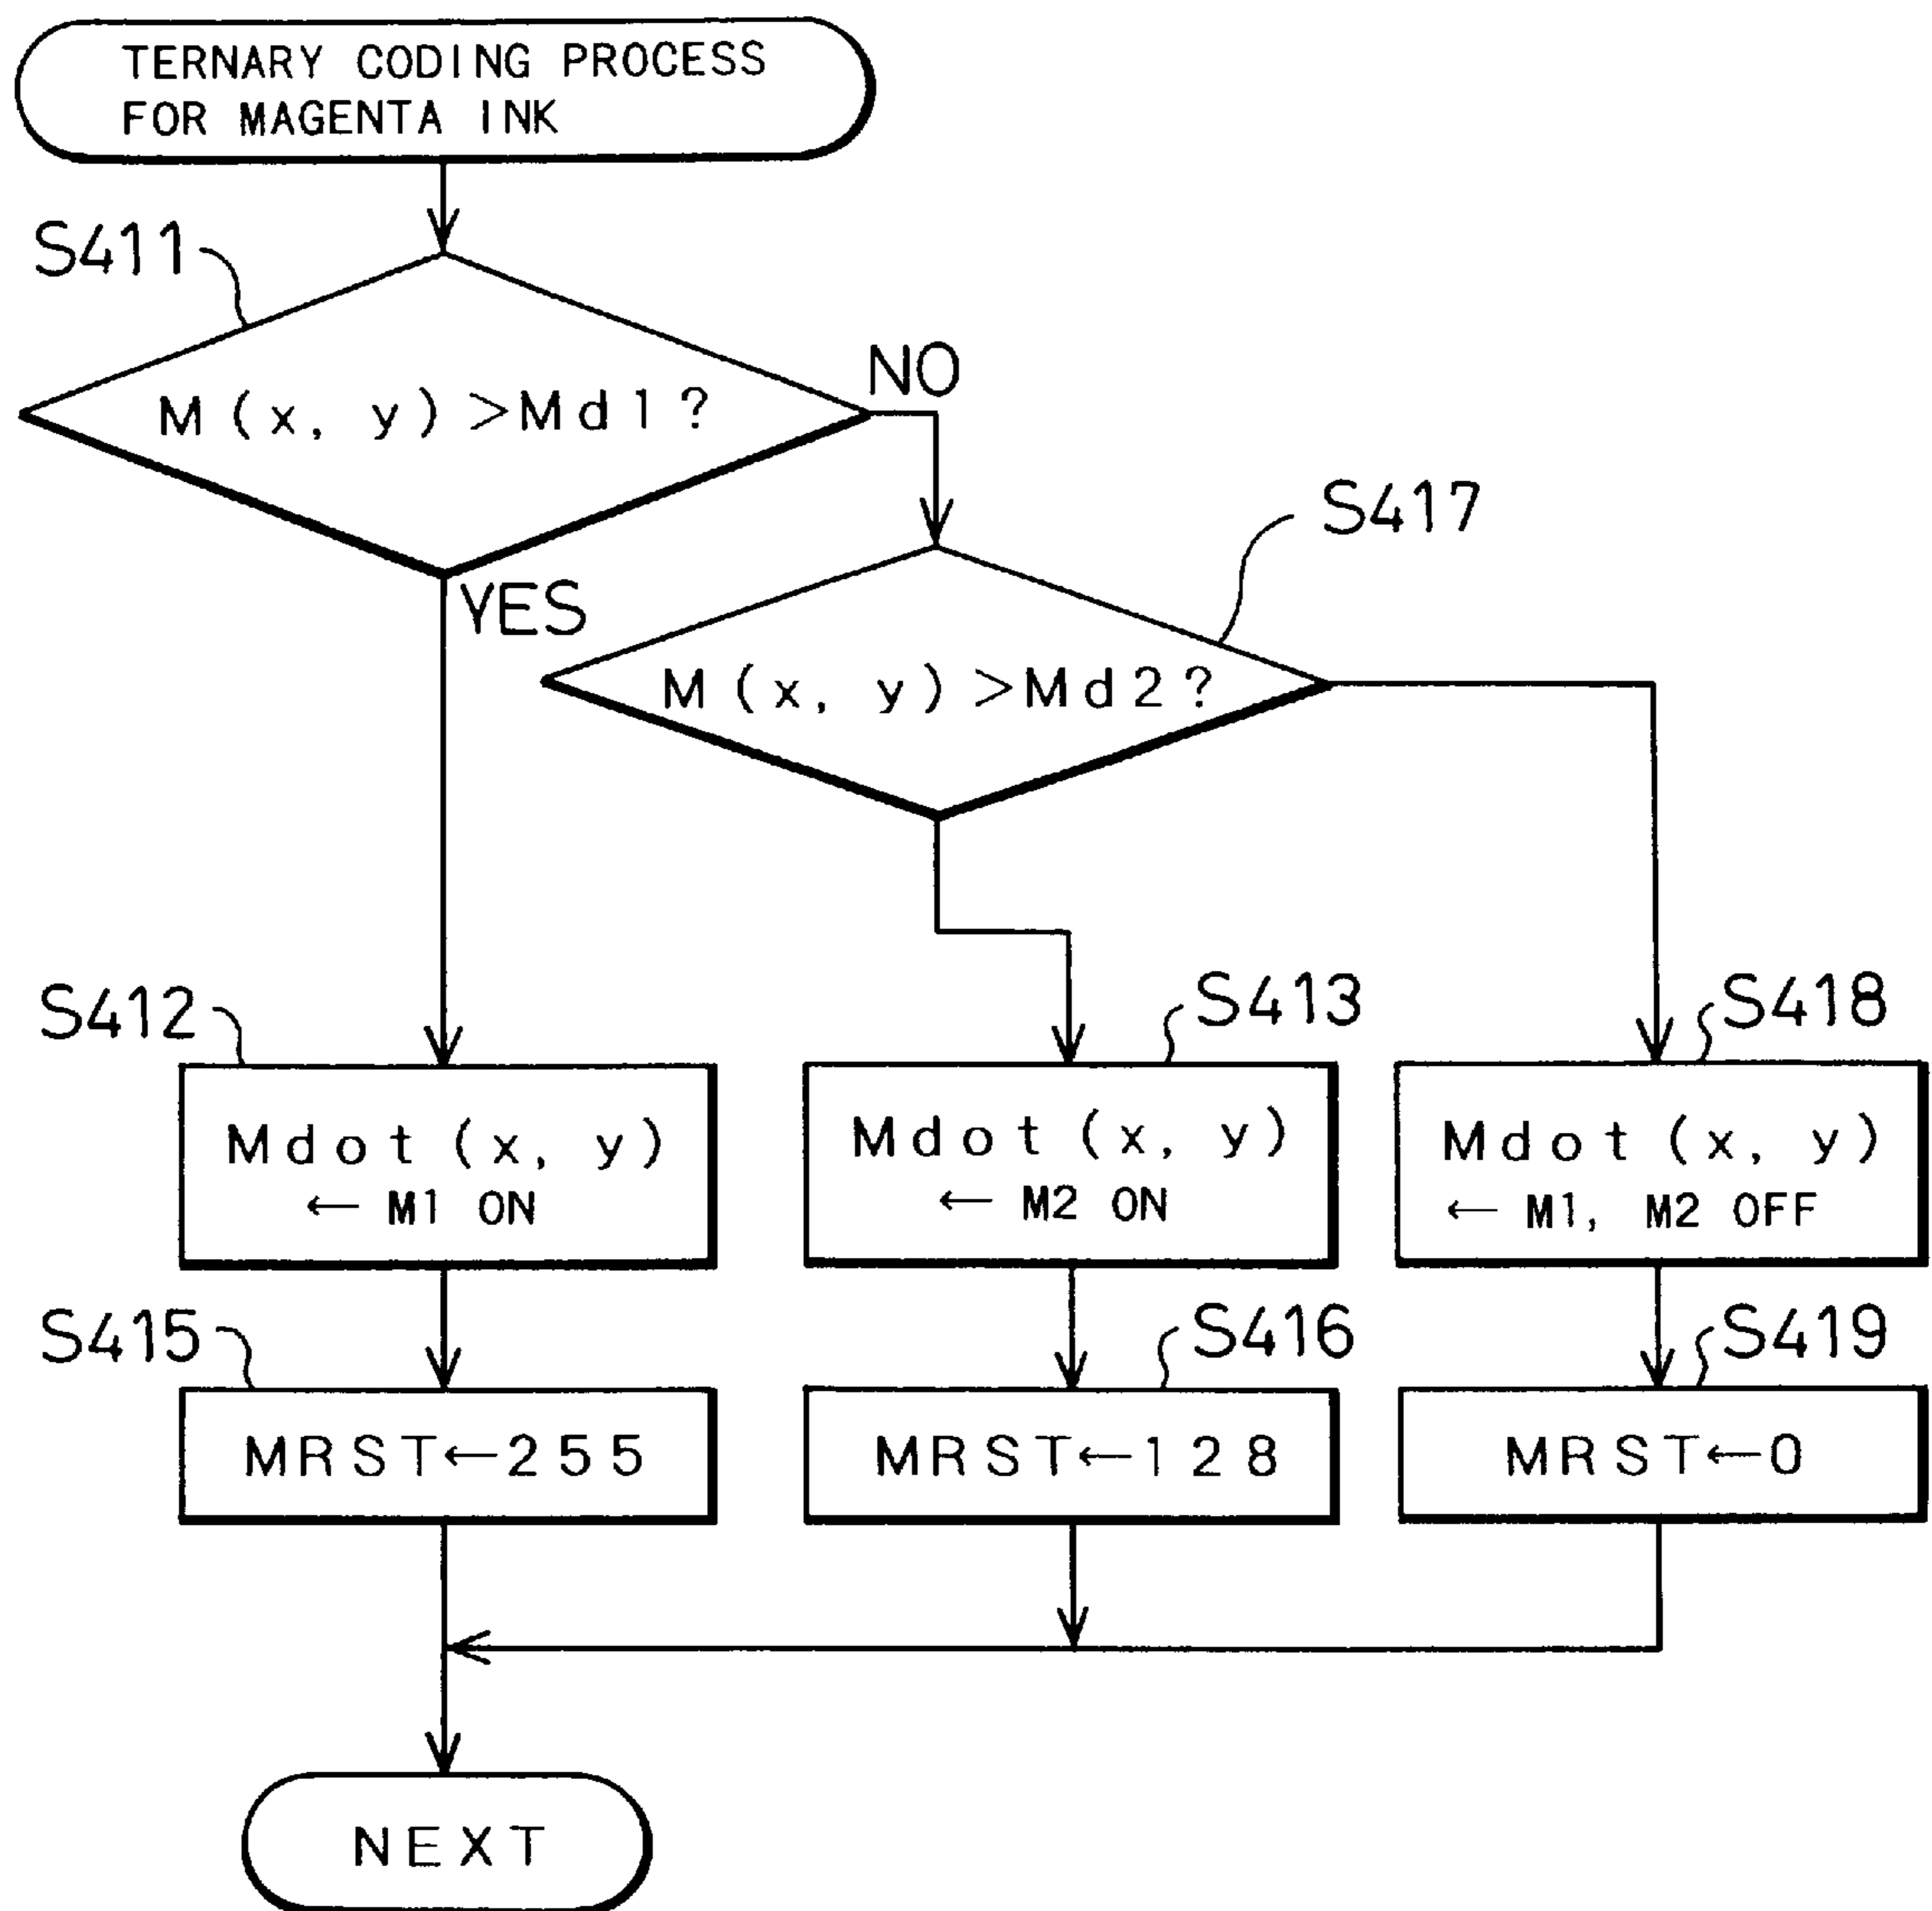 TERNARY CODING PROCESS
FOR MAGENTA INK
S411
M(x, y)>Md1?
NO
YES
S417
M(x, y)>Md2?
S412
S413
S418
Mdot(x, y)
← M1 ON
Mdot(x, y)
← M2 ON
Mdot(x, y)
← M1, M2 OFF
S415
S416
S419
MRST←255
MRST←128
MRST←0
NEXT